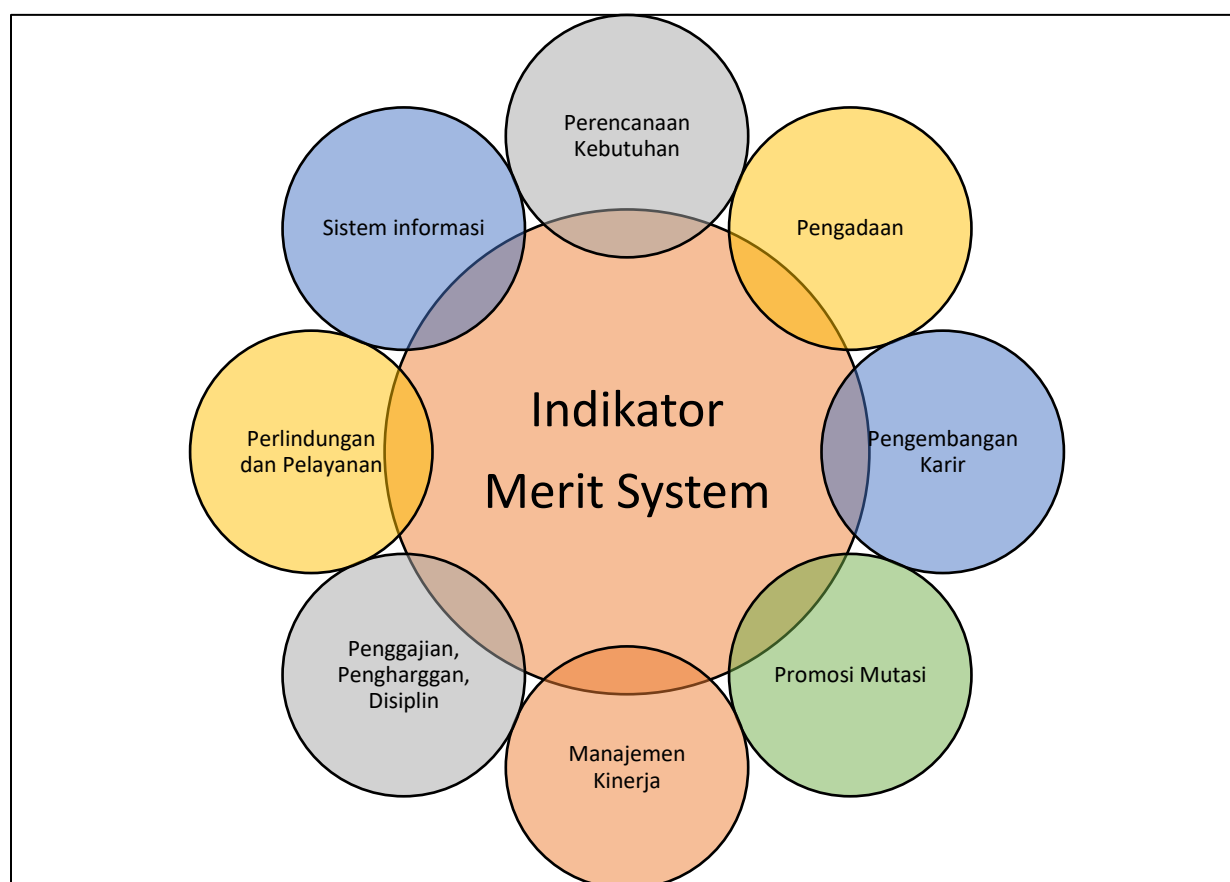 Perencanaan
Kebutuhan
Pengadaan
Pengembangan
Karir
Promosi Mutasi
Manajemen
Kinerja
Penggajian,
Pengharggan,
Disiplin
Perlindungan
dan Pelayanan
Sistem informasi
Indikator
Merit System